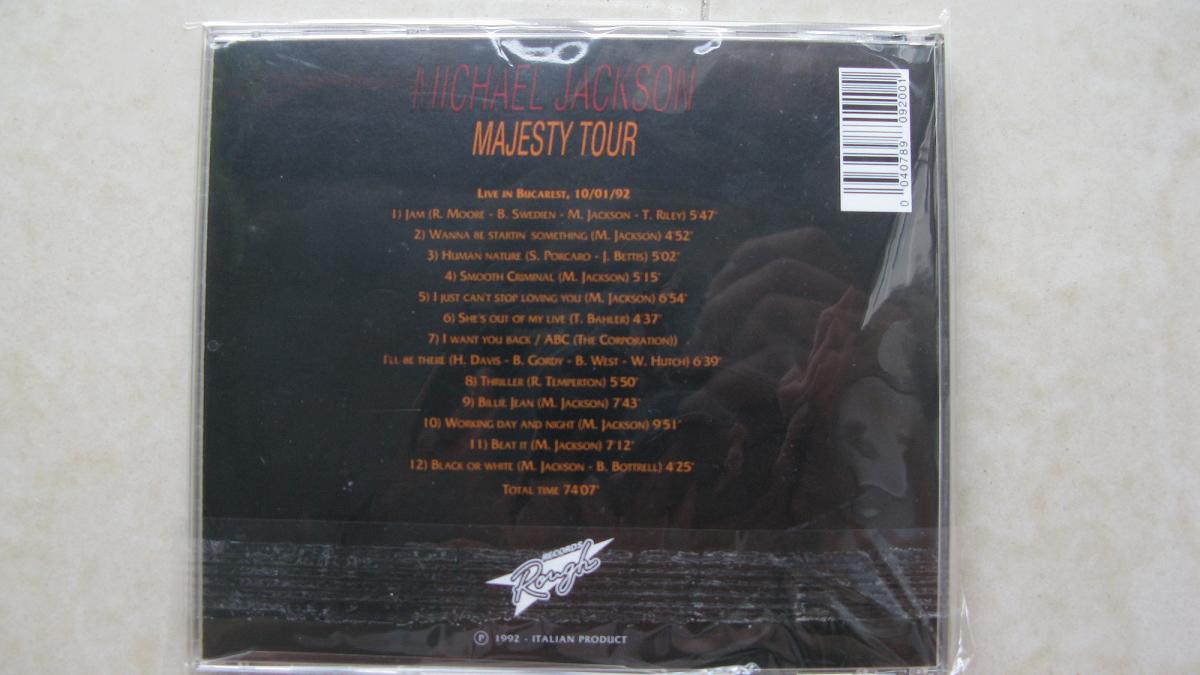 MICHAEL JACKSON
MAJESTY TOUR
LIVE IN BUCAREST, 10/01/92
1) JAM (R. MOORE - B. SWEDIEN - M. JACKSON - T. RILEY) 5'47"
2) WANNA BE STARTIN SOMETHING (M. JACKSON) 4'52"
3) HUMAN NATURE (S. PORCARO - J. BETTIS) 5'02"
4) SMOOTH CRIMINAL (M. JACKSON) 5'15"
5) I JUST CAN'T STOP LOVING YOU (M. JACKSON) 6'54"
6) SHE'S OUT OF MY LIVE (T. BAHLER) 4'37"
7) I WANT YOU BACK / ABC (THE CORPORATION))
I'LL BE THERE (H. DAVIS - B. GORDY - B. WEST - W. HUTCH) 6'39"
8) THRILLER (R. TEMPERTON) 5'50"
9) BILLIE JEAN (M. JACKSON) 7'43"
10) WORKING DAY AND NIGHT (M. JACKSON) 9'51"
11) BEAT IT (M. JACKSON) 7'12"
12) BLACK OR WHITE (M. JACKSON - B. BOTTRELL) 4'25"
TOTAL TIME 74'07"
0 040789 092001
RECORDS
Rough
Ⓟ 1992 - ITALIAN PRODUCT